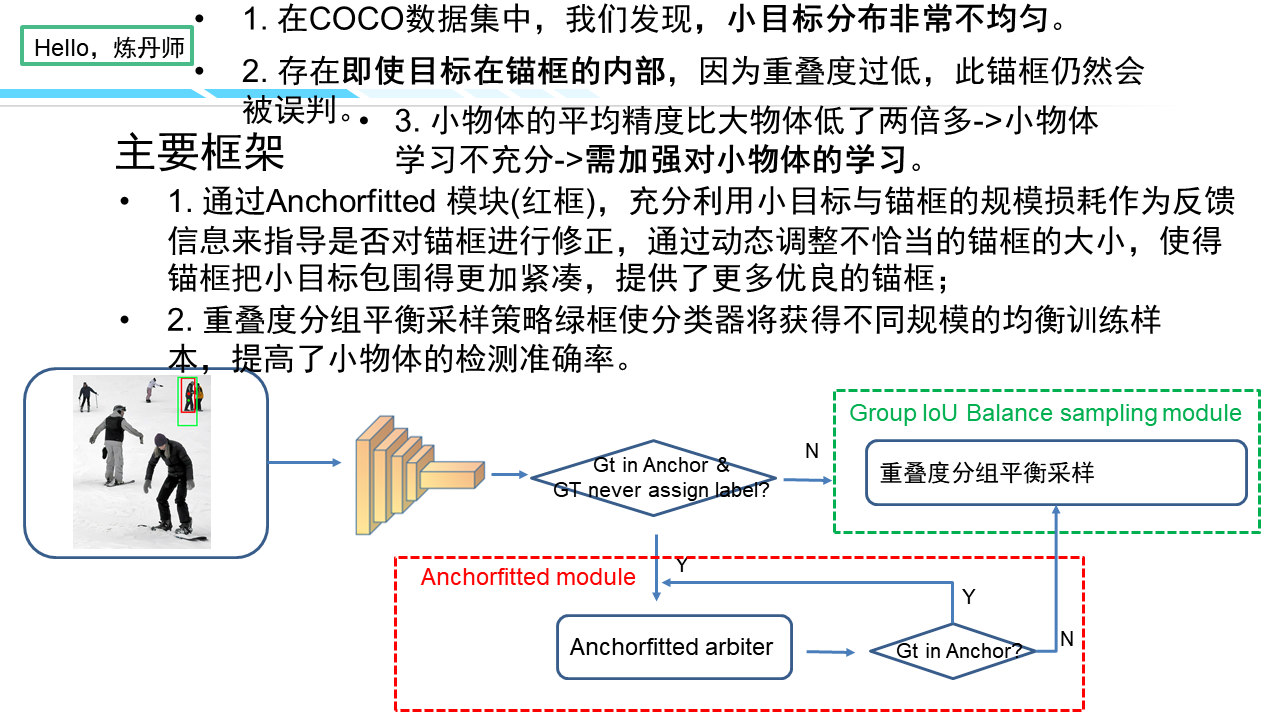 • 1. 在COCO数据集中，我们发现，小目标分布非常不均匀。
Hello，炼丹师
• 2. 存在即使目标在锚框的内部，因为重叠度过低，此锚框仍然会
被误判。
• 3. 小物体的平均精度比大物体低了两倍多->小物体
学习不充分->需加强对小物体的学习。
主要框架
• 1. 通过Anchorfitted 模块(红框)，充分利用小目标与锚框的规模损耗作为反馈
信息来指导是否对锚框进行修正，通过动态调整不恰当的锚框的大小，使得
锚框把小目标包围得更加紧凑，提供了更多优良的锚框；
• 2. 重叠度分组平衡采样策略绿框使分类器将获得不同规模的均衡训练样
本，提高了小物体的检测准确率。
Group IoU Balance sampling module
N
Gt in Anchor &
GT never assign label?
重叠度分组平衡采样
Y
Anchorfitted module
Y
N
Anchorfitted arbiter
Gt in Anchor?